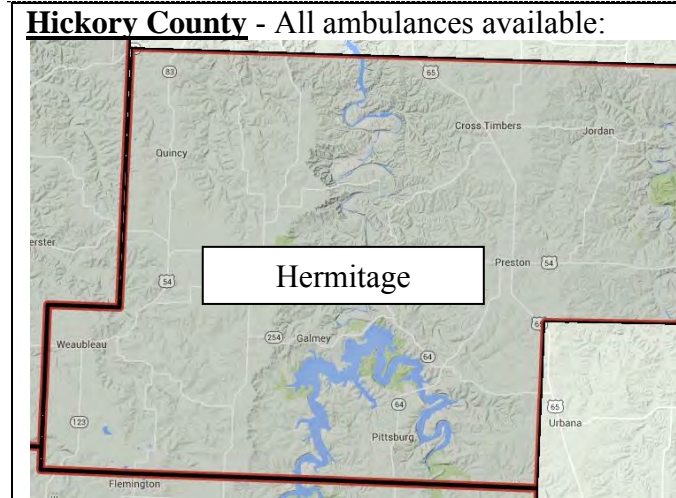 Hickory County - All ambulances available:
83
65
Cross Timbers
Jordan
Quincy
erster
Hermitage
Preston
54
54
65
Weaubleau
254
Galmey
64
64
65
123
Urbana
Pittsburg
Flemington